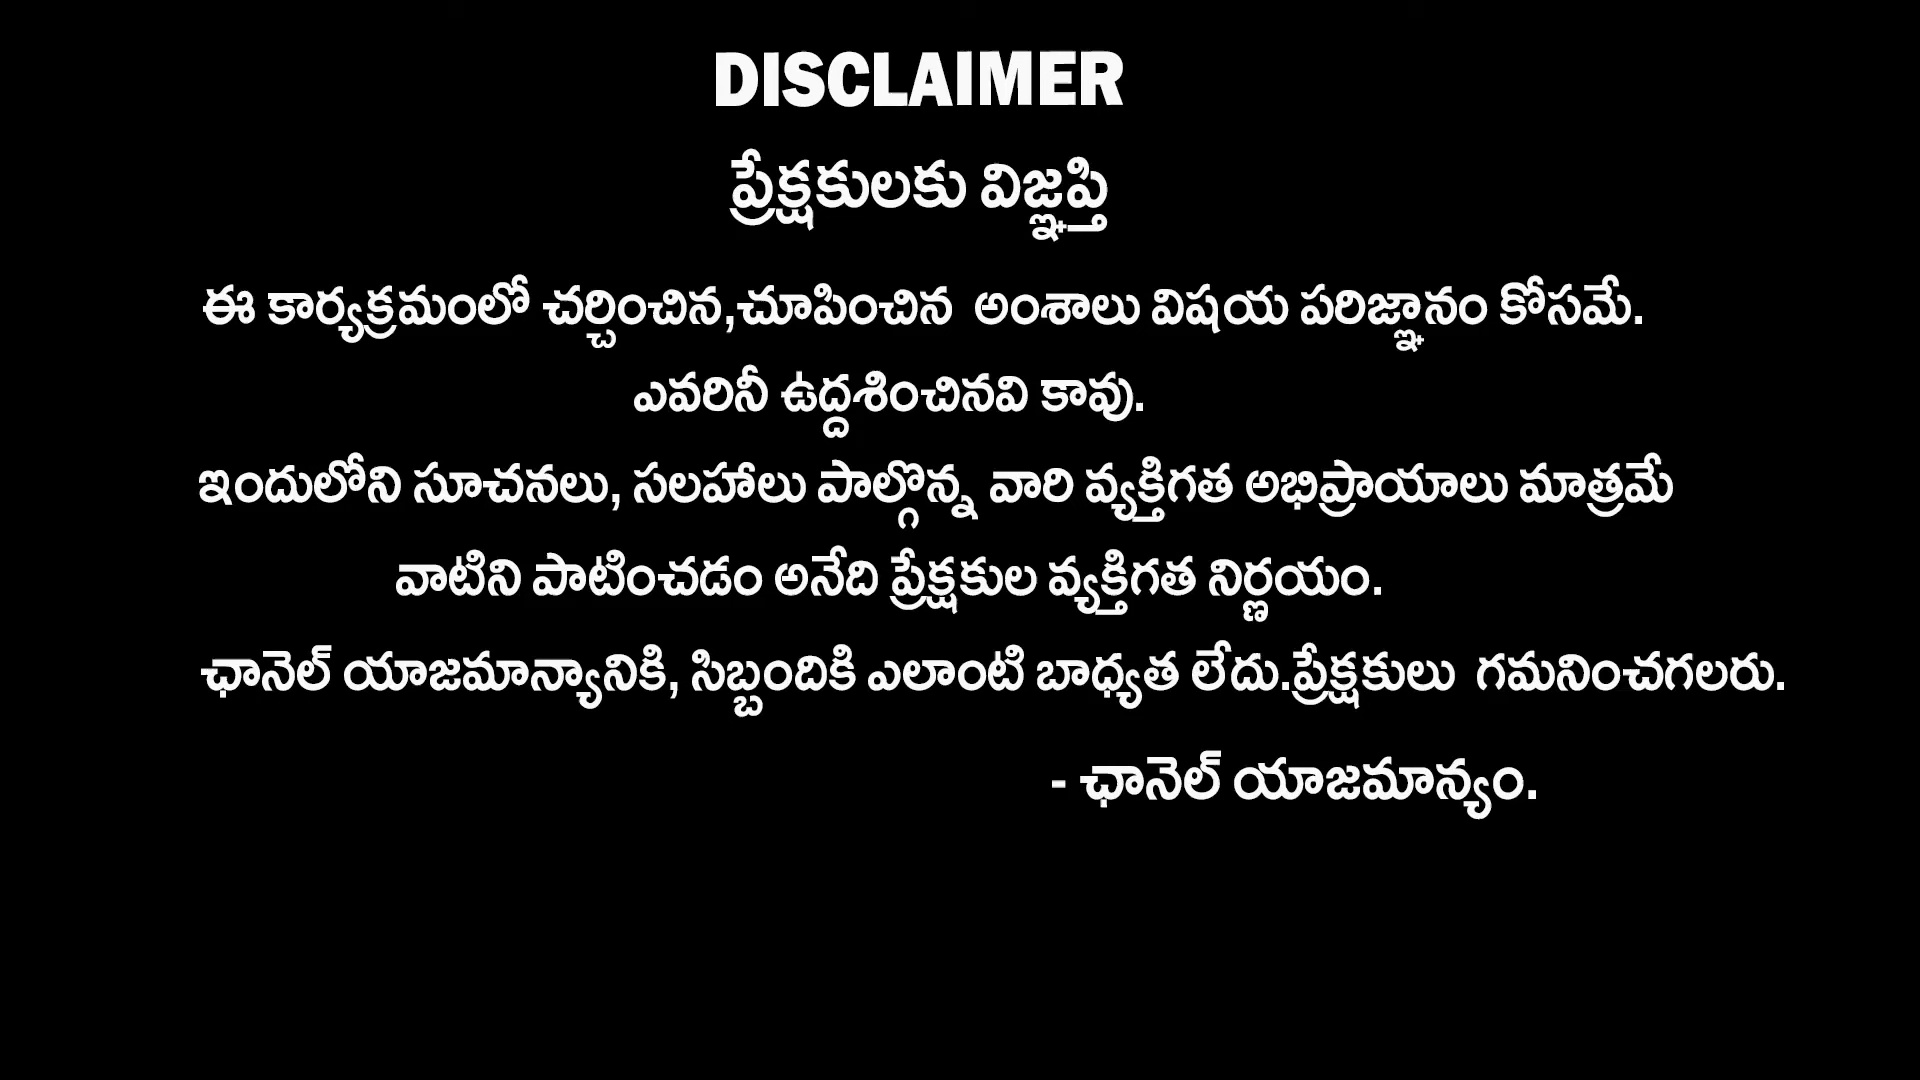 DISCLAIMER
ప్రేక్షకులకు విజ్ఞప్తి
ఈ కార్యక్రమంలో చర్చించిన,చూపించిన అంశాలు విషయ పరిజ్ఞానం కోసమే.
ఎవరినీ ఉద్దశించినవి కావు.
ఇందులోని సూచనలు, సలహాలు పాల్గొన్న వారి వ్యక్తిగత అభిప్రాయాలు మాత్రమే
వాటిని పాటించడం అనేది ప్రేక్షకుల వ్యక్తిగత నిర్ణయం.
ఛానెల్ యాజమాన్యానికి, సిబ్బందికి ఎలాంటి బాధ్యత లేదు.ప్రేక్షకులు గమనించగలరు.
- ఛానెల్ యాజమాన్యం.